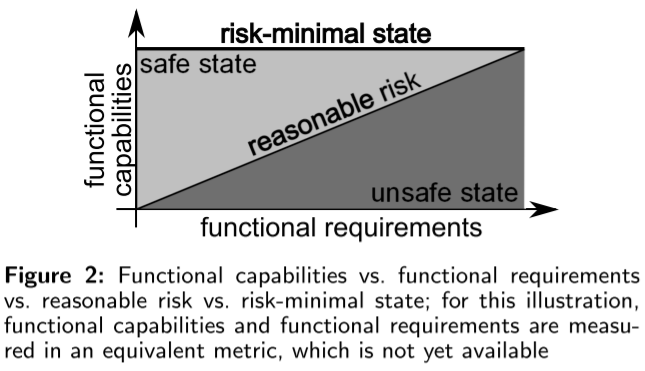 risk-minimal state
safe state
functional
capabilities
reasonable risk
unsafe state
functional requirements
Figure 2: Functional capabilities vs. functional requirements
vs. reasonable risk vs. risk-minimal state; for this illustration,
functional capabilities and functional requirements are measu-
red in an equivalent metric, which is not yet available